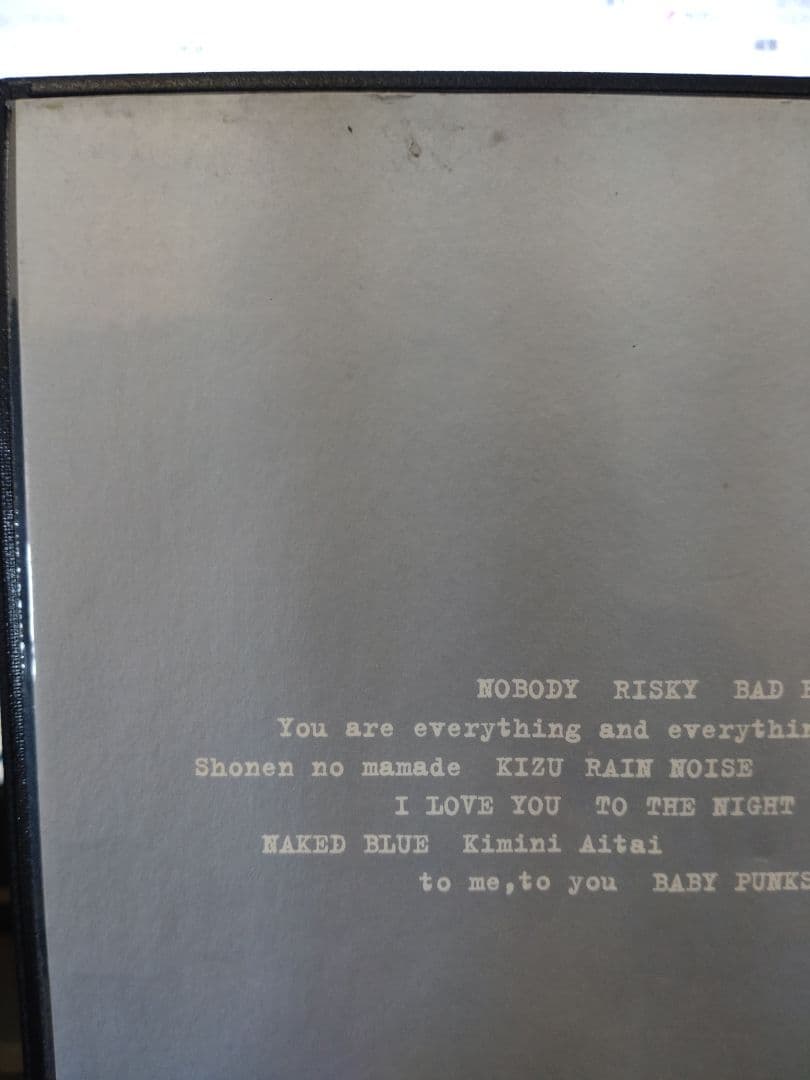 NOBODY RISKY BAD
You are everything and
Shonen no mamade KIZU RAIN NOISE
I LOVE YOU TO THE NIGHT
NAKED BLUE Kimini Aitai
to me,to you BABY PUNKS